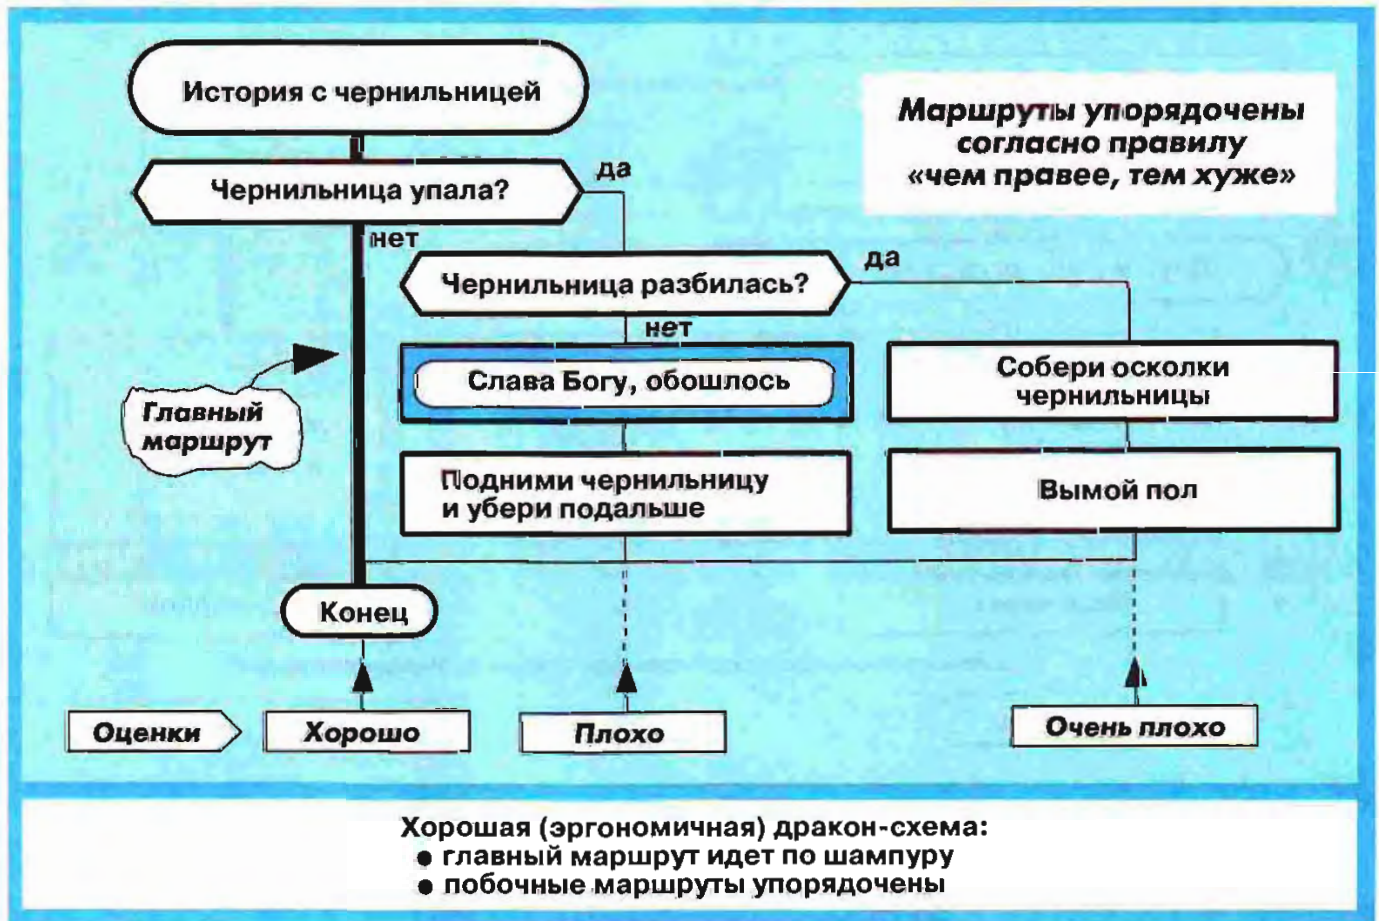 История с чернильницей
Маршруты упорядочены
согласно правилу
«чем правее, тем хуже»
Чернильница упала?
да
нет
Чернильница разбилась?
да
нет
Слава Богу, обошлось
Собери осколки
чернильницы
Главный
маршрут
Подними чернильницу
и убери подальше
Вымой пол
Конец
Оценки
Хорошо
Плохо
Очень плохо
Хорошая (эргономичная) дракон-схема:
● главный маршрут идет по шампуру
● побочные маршруты упорядочены